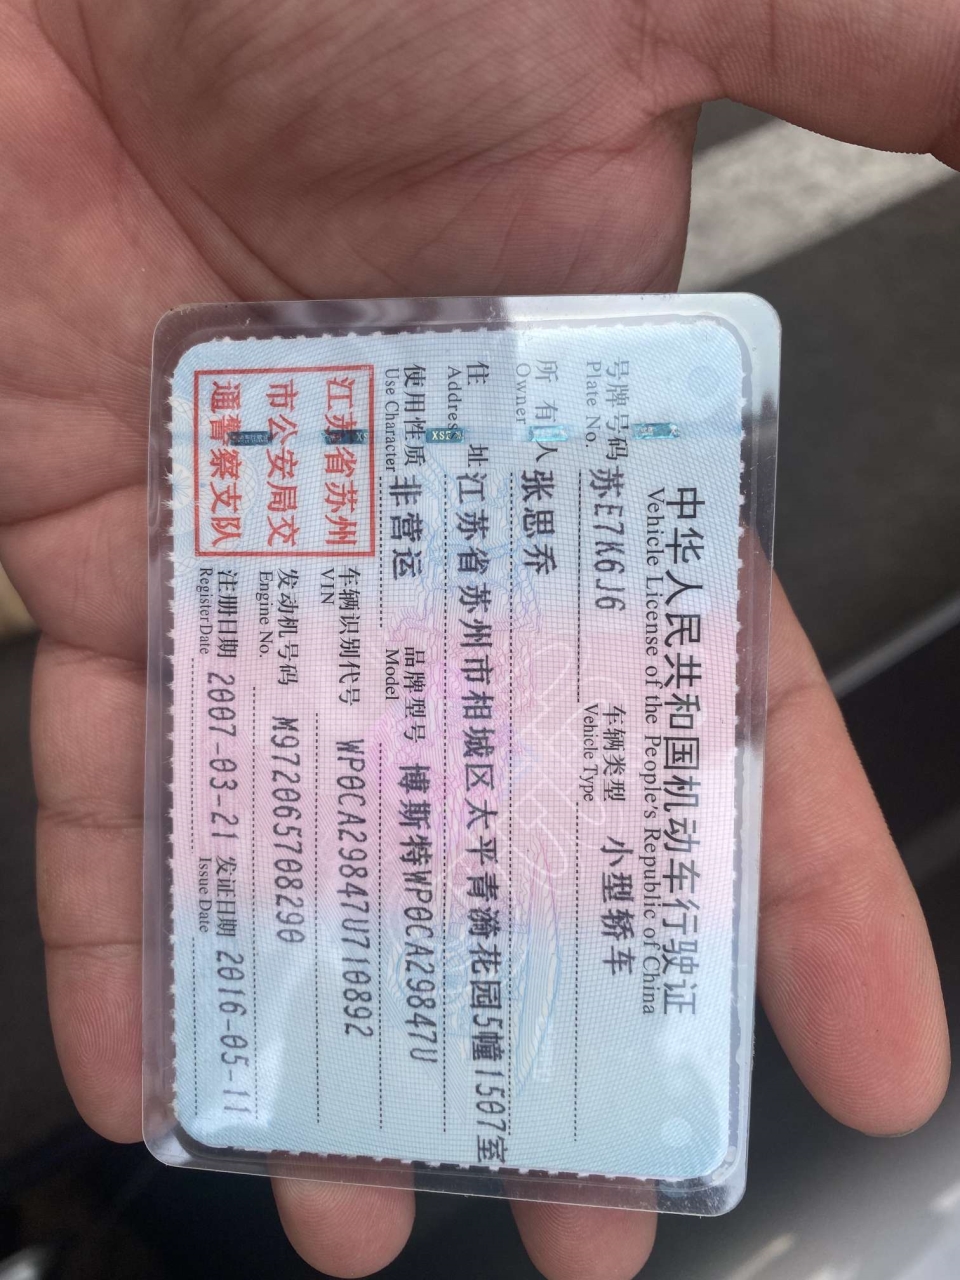 中华人民共和国机动车行驶证
Vehicle License of the People's Republic of China
号牌号码 苏E7K6J6 车辆类型 小型轿车
Plate No. Vehicle Type
所有人 张思乔
Owner
住址 江苏省苏州市相城区太平青漪花园5幢1507室
Address
使用性质 非营运 品牌型号 博斯特WP0CA29847U
Use Character Model
江苏省苏州
市公安局交
通警察支队
车辆识别代号 WP0CA29847U710892
VIN
发动机号码 M972065708290
Engine No.
注册日期 2007-03-21 发证日期 2016-05-11
Register Date Issue Date